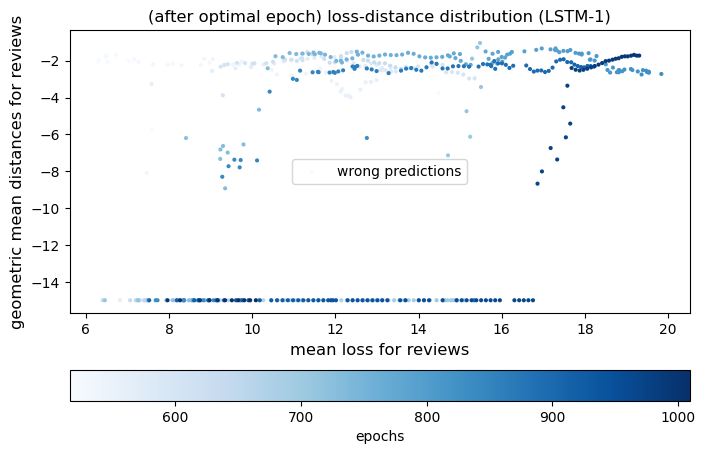 (after optimal epoch) loss-distance distribution (LSTM-1)
geometric mean distances for reviews
−2
−4
−6
−8
−10
−12
−14
wrong predictions
6 8 10 12 14 16 18 20
mean loss for reviews
600 700 800 900 1000
epochs